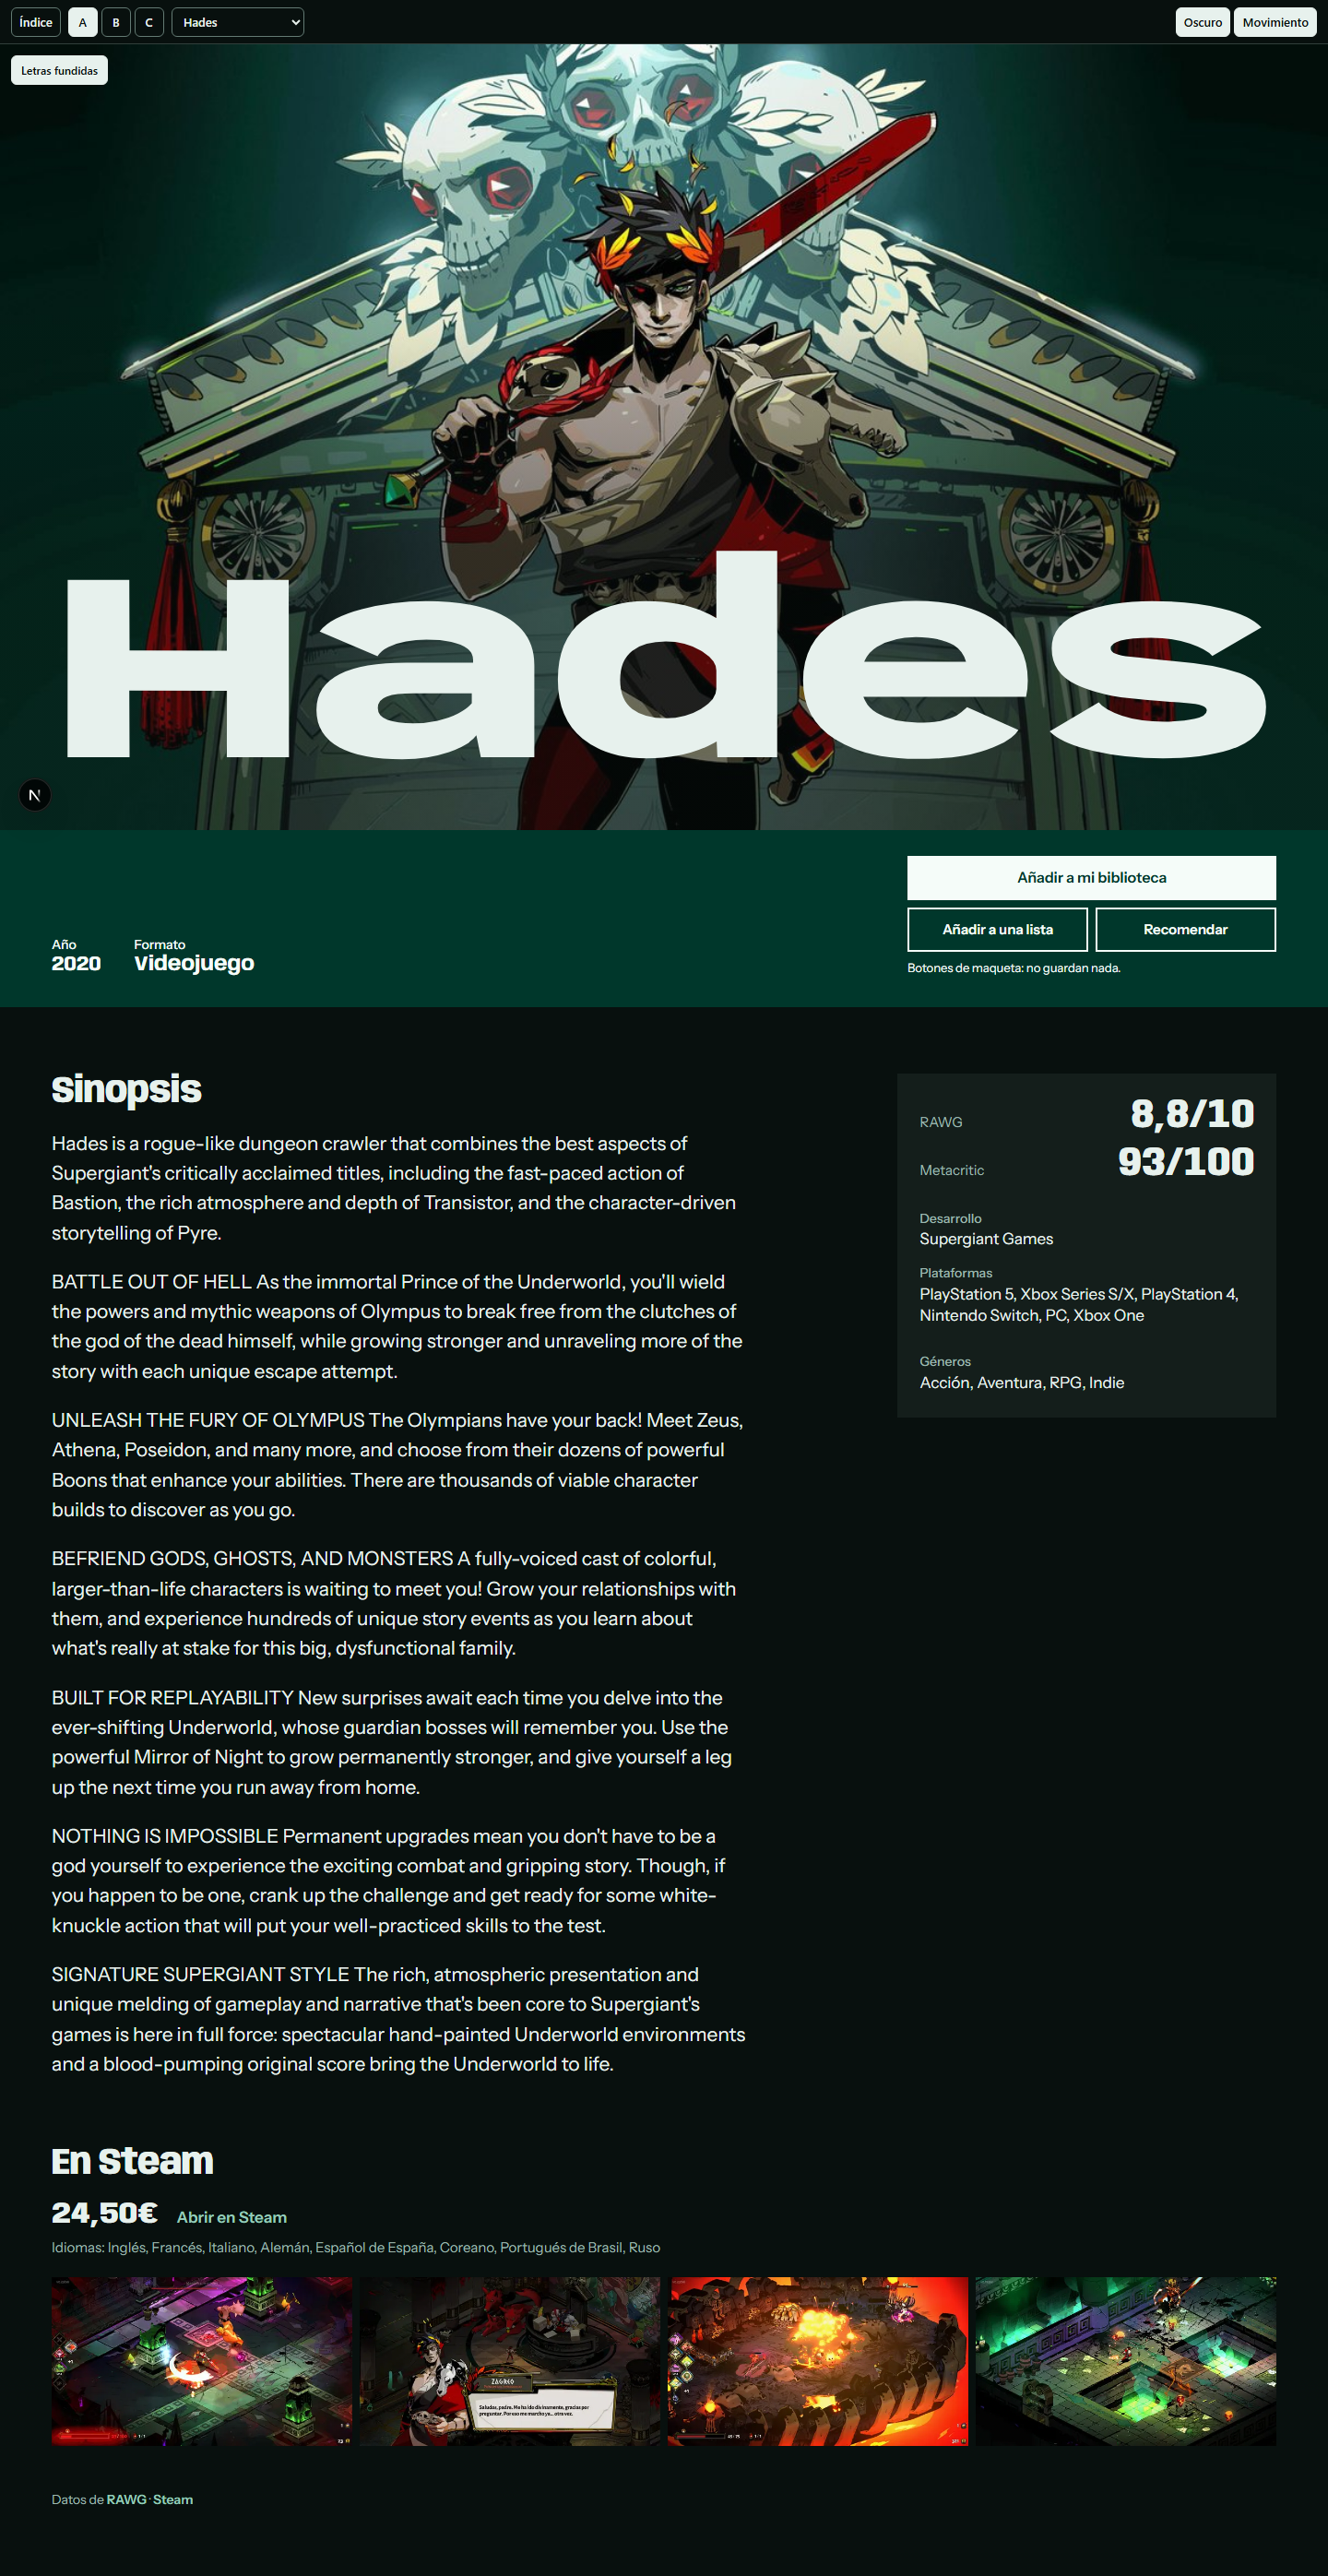 Índice
A
B
C
Hades
Oscuro
Movimiento
Letras fundidas
Hades
N
Añadir a mi biblioteca
Añadir a una lista
Recomendar
Botones de maqueta: no guardan nada.
Año
2020
Formato
Videojuego
Sinopsis
Hades is a rogue-like dungeon crawler that combines the best aspects of
Supergiant's critically acclaimed titles, including the fast-paced action of
Bastion, the rich atmosphere and depth of Transistor, and the character-driven
storytelling of Pyre.
BATTLE OUT OF HELL As the immortal Prince of the Underworld, you'll wield
the powers and mythic weapons of Olympus to break free from the clutches of
the god of the dead himself, while growing stronger and unraveling more of the
story with each unique escape attempt.
UNLEASH THE FURY OF OLYMPUS The Olympians have your back! Meet Zeus,
Athena, Poseidon, and many more, and choose from their dozens of powerful
Boons that enhance your abilities. There are thousands of viable character
builds to discover as you go.
BEFRIEND GODS, GHOSTS, AND MONSTERS A fully-voiced cast of colorful,
larger-than-life characters is waiting to meet you! Grow your relationships with
them, and experience hundreds of unique story events as you learn about
what's really at stake for this big, dysfunctional family.
BUILT FOR REPLAYABILITY New surprises await each time you delve into the
ever-shifting Underworld, whose guardian bosses will remember you. Use the
powerful Mirror of Night to grow permanently stronger, and give yourself a leg
up the next time you run away from home.
NOTHING IS IMPOSSIBLE Permanent upgrades mean you don't have to be a
god yourself to experience the exciting combat and gripping story. Though, if
you happen to be one, crank up the challenge and get ready for some white-
knuckle action that will put your well-practiced skills to the test.
SIGNATURE SUPERGIANT STYLE The rich, atmospheric presentation and
unique melding of gameplay and narrative that's been core to Supergiant's
games is here in full force: spectacular hand-painted Underworld environments
and a blood-pumping original score bring the Underworld to life.
RAWG
8,8/10
Metacritic
93/100
Desarrollo
Supergiant Games
Plataformas
PlayStation 5, Xbox Series S/X, PlayStation 4,
Nintendo Switch, PC, Xbox One
Géneros
Acción, Aventura, RPG, Indie
En Steam
24,50€ Abrir en Steam
Idiomas: Inglés, Francés, Italiano, Alemán, Español de España, Coreano, Portugués de Brasil, Ruso
ZAGREO
Saludos, padre. Me ha ido divinamente, gracias por
preguntar. Por eso me marcho ya... otra vez.
Datos de RAWG · Steam